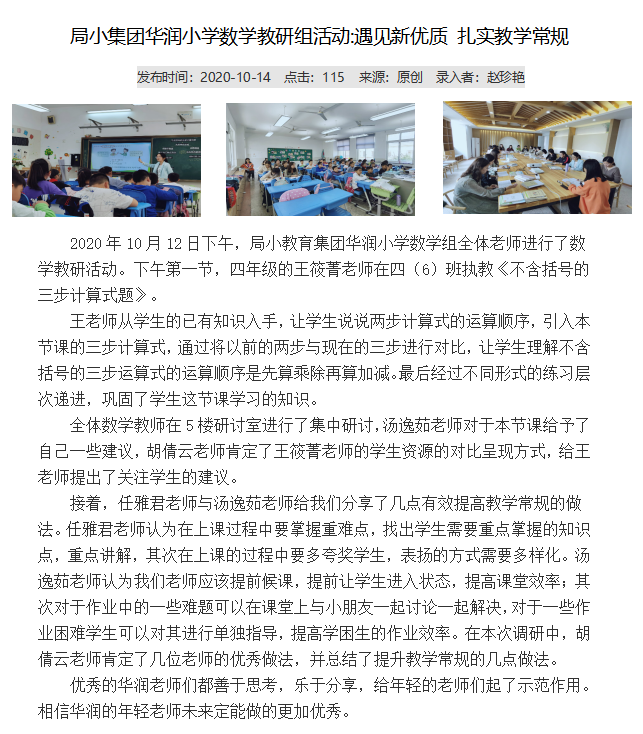 局小集团华润小学数学教研组活动:遇见新优质 扎实教学常规
发布时间：2020-10-14 点击：115 来源：原创 录入者：赵珍艳
2020 年 10 月 12 日下午，局小教育集团华润小学数学组全体老师进行了数
学教研活动。下午第一节，四年级的王筱菁老师在四（6）班执教《不含括号的
三步计算式题》。
王老师从学生的已有知识入手，让学生说说两步计算式的运算顺序，引入本
节课的三步计算式，通过将以前的两步与现在的三步进行对比，让学生理解不含
括号的三步运算式的运算顺序是先算乘除再算加减。最后经过不同形式的练习层
次递进，巩固了学生这节课学习的知识。
全体数学教师在 5 楼研讨室进行了集中研讨，汤逸茹老师对于本节课给予了
自己一些建议，胡倩云老师肯定了王筱菁老师的学生资源的对比呈现方式，给王
老师提出了关注学生的建议。
接着，任雅君老师与汤逸茹老师给我们分享了几点有效提高教学常规的做
法。任雅君老师认为在上课过程中要掌握重难点，找出学生需要重点掌握的知识
点，重点讲解，其次在上课的过程中要多夸奖学生，表扬的方式需要多样化。汤
逸茹老师认为我们老师应该提前候课，提前让学生进入状态，提高课堂效率；其
次对于作业中的一些难题可以在课堂上与小朋友一起讨论一起解决，对于一些作
业困难学生可以对其进行单独指导，提高学困生的作业效率。在本次调研中，胡
倩云老师肯定了几位老师的优秀做法，并总结了提升教学常规的几点做法。
优秀的华润老师们都善于思考，乐于分享，给年轻的老师们起了示范作用。
相信华润的年轻老师未来定能做的更加优秀。